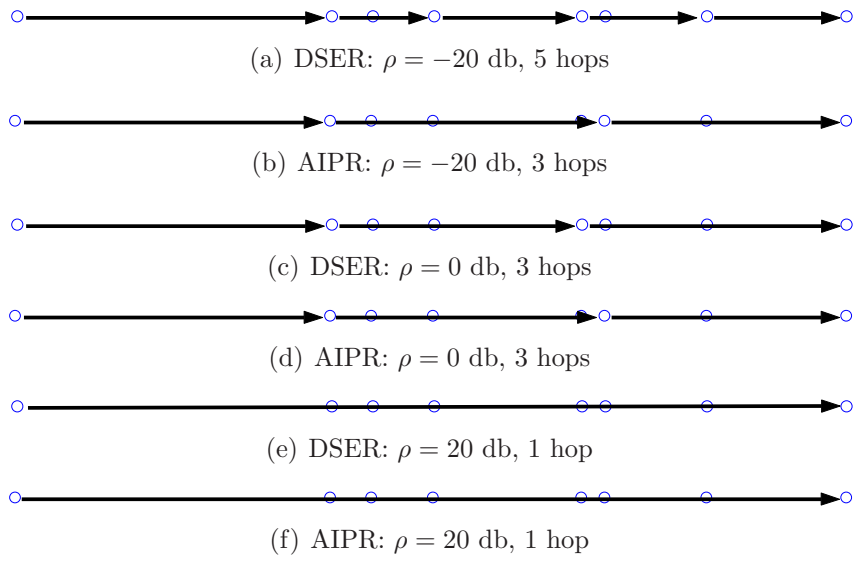 (a) DSER: ρ = −20 db, 5 hops
(b) AIPR: ρ = −20 db, 3 hops
(c) DSER: ρ = 0 db, 3 hops
(d) AIPR: ρ = 0 db, 3 hops
(e) DSER: ρ = 20 db, 1 hop
(f) AIPR: ρ = 20 db, 1 hop